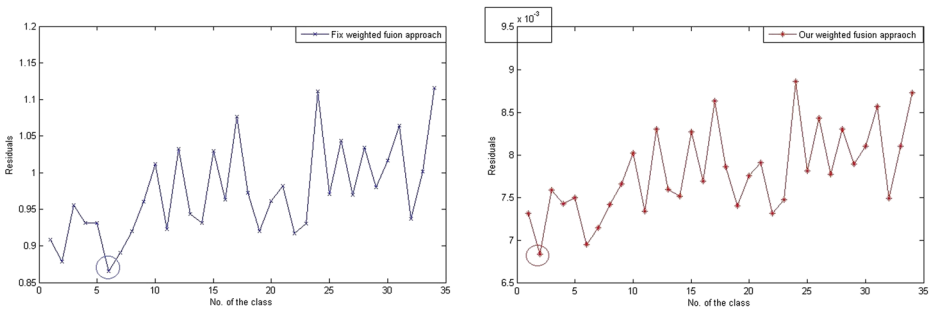 1.2
1.15
1.1
1.05
1
0.95
0.9
0.85
0 5 10 15 20 25 30 35
Residuals
No. of the class
Fix weighted fuion approach
x 10^-3
9.5
9
8.5
8
7.5
7
6.5
0 5 10 15 20 25 30 35
Residuals
No. of the class
Our weighted fusion appraoch